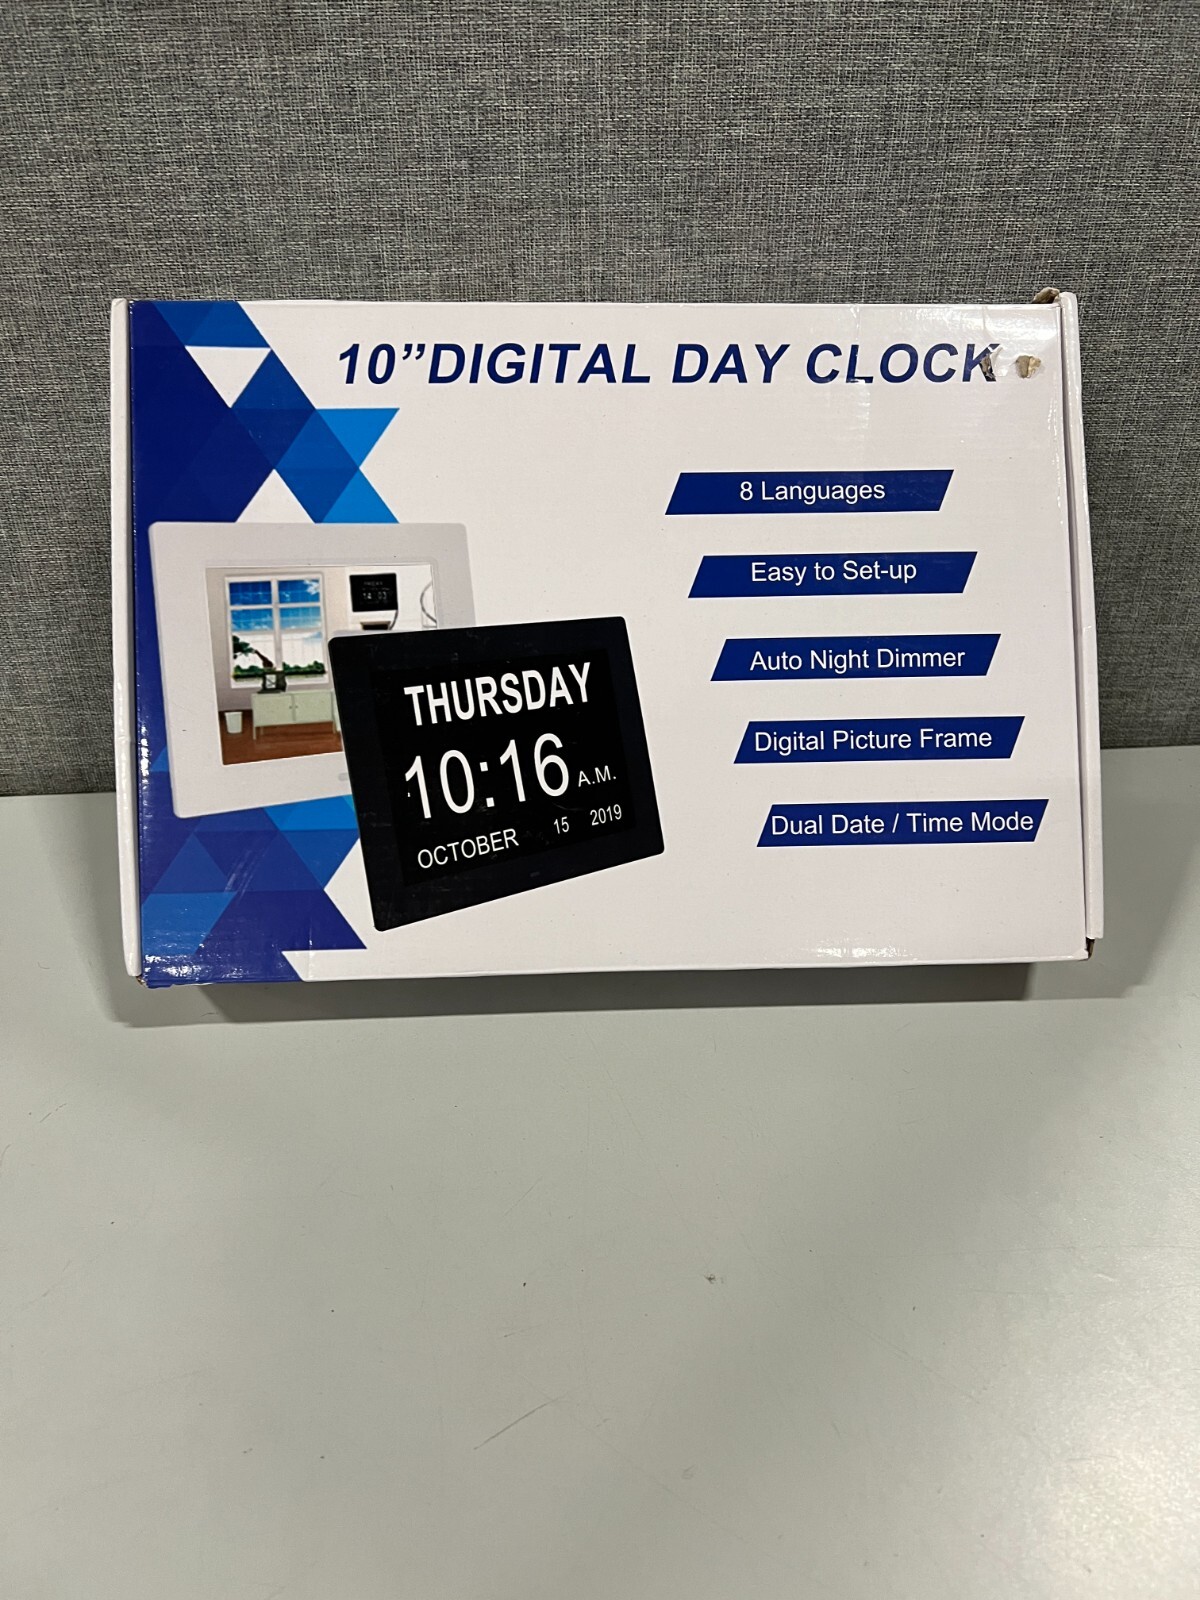 10”DIGITAL DAY CLOCK
8 Languages
Easy to Set-up
Auto Night Dimmer
Digital Picture Frame
Dual Date / Time Mode
THURSDAY
10:16 A.M.
OCTOBER 15 2019